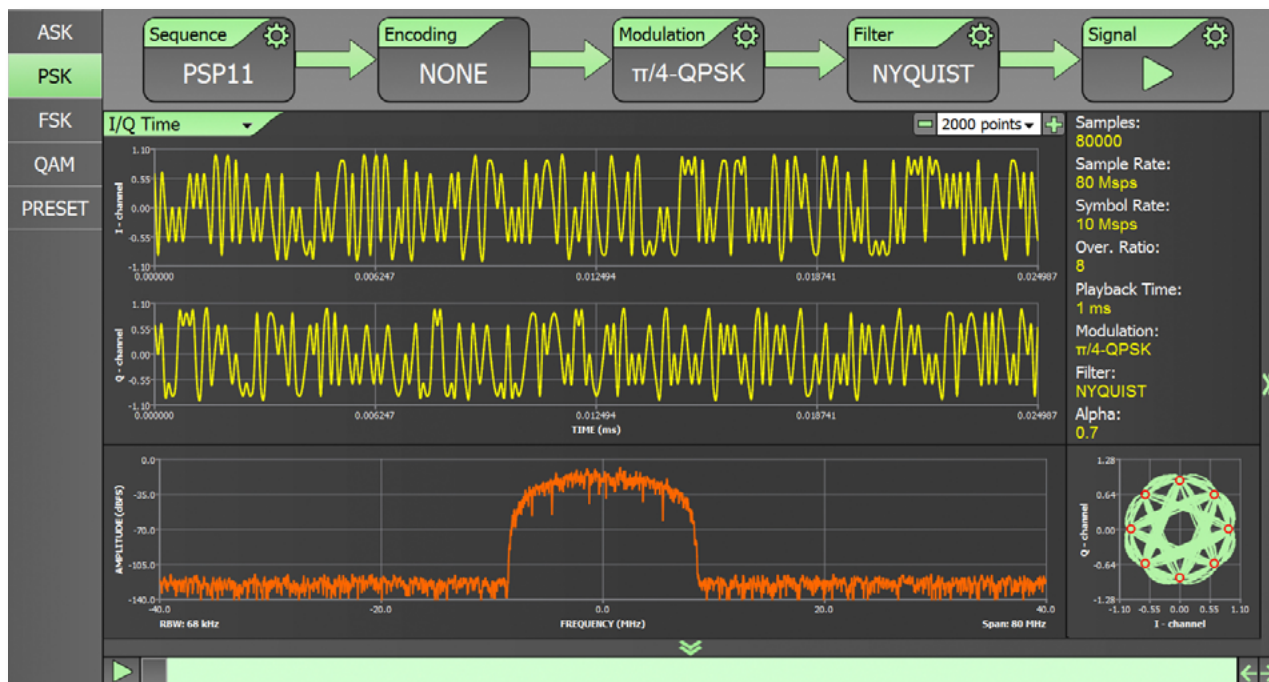 ASK
PSK
FSK
QAM
PRESET
Sequence
PSP11
Encoding
NONE
Modulation
π/4-QPSK
Filter
NYQUIST
Signal
I/Q Time
2000 points
1.10
0.55
0.00
-0.55
-1.10
I - channel
0.000000 0.006247 0.012494 0.018741 0.024987
1.10
0.55
0.00
-0.55
-1.10
Q - channel
0.000000 0.006247 0.012494 0.018741 0.024987
TIME (ms)
Samples:
80000
Sample Rate:
80 Msps
Symbol Rate:
10 Msps
Over. Ratio:
8
Playback Time:
1 ms
Modulation:
π/4-QPSK
Filter:
NYQUIST
Alpha:
0.7
0.0
-35.0
-70.0
-105.0
-140.0
AMPLITUDE (dBFS)
-40.0 -20.0 0.0 20.0 40.0
RBW: 68 kHz FREQUENCY (MHz) Span: 80 MHz
1.28
0.64
0.00
-0.64
-1.28
Q - channel
-1.10 -0.55 0.00 0.55 1.10
I - channel